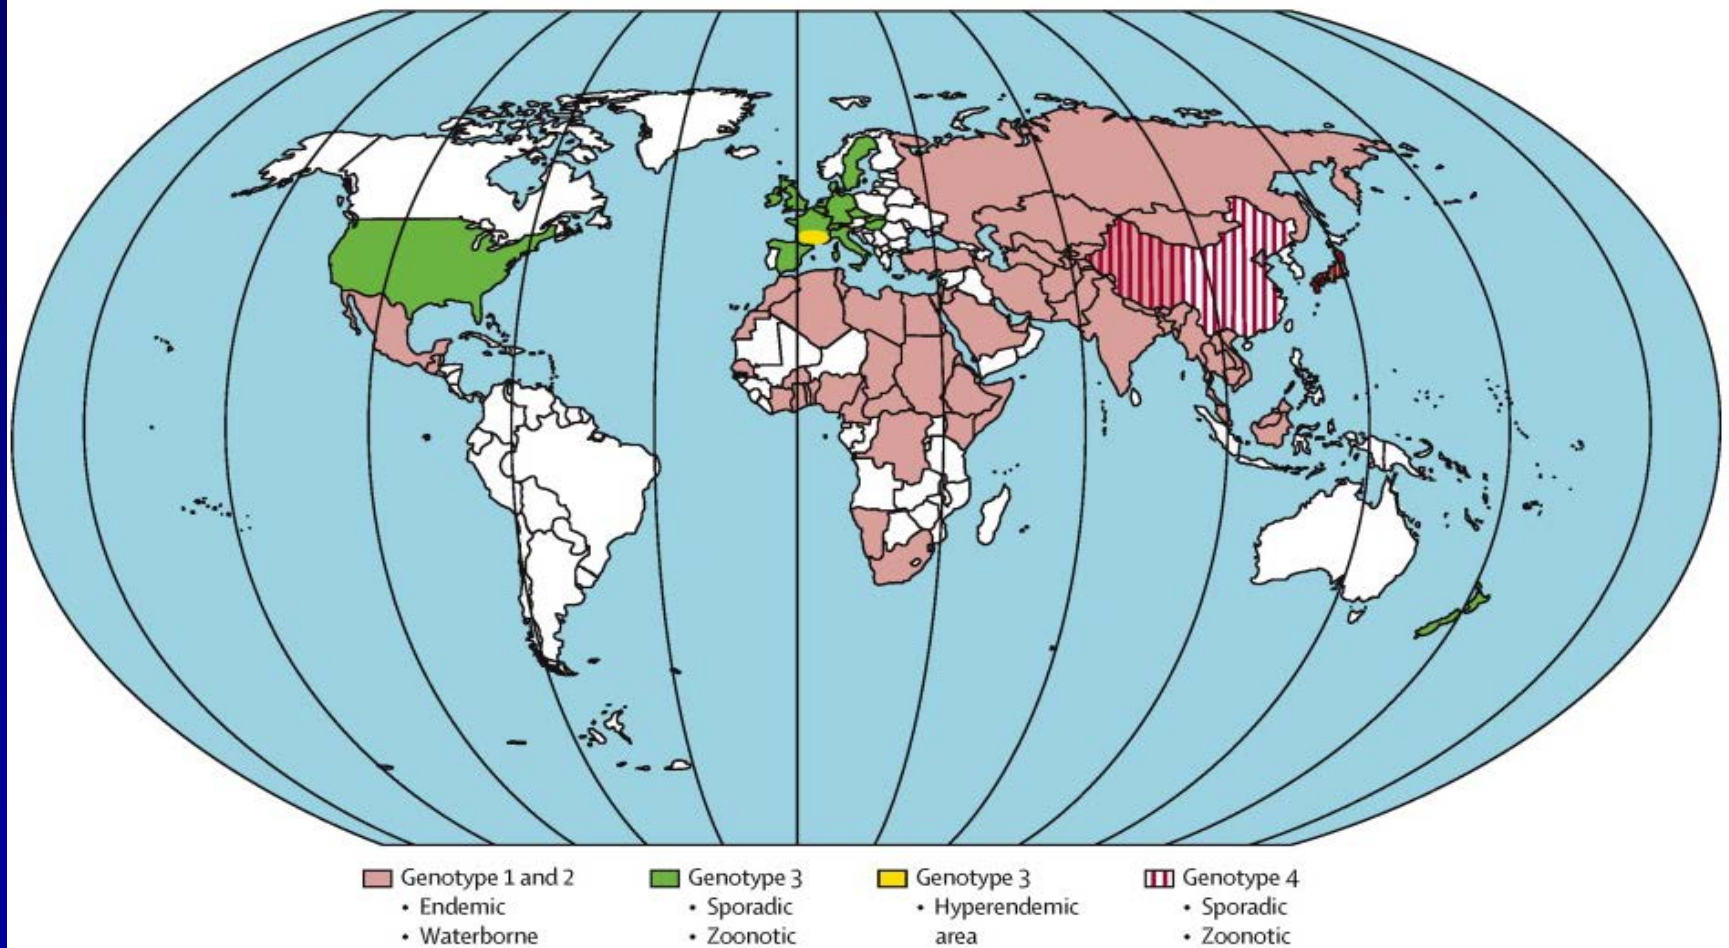 Genotype 1 and 2
• Endemic
• Waterborne
Genotype 3
• Sporadic
• Zoonotic
Genotype 3
• Hyperendemic
area
Genotype 4
• Sporadic
• Zoonotic